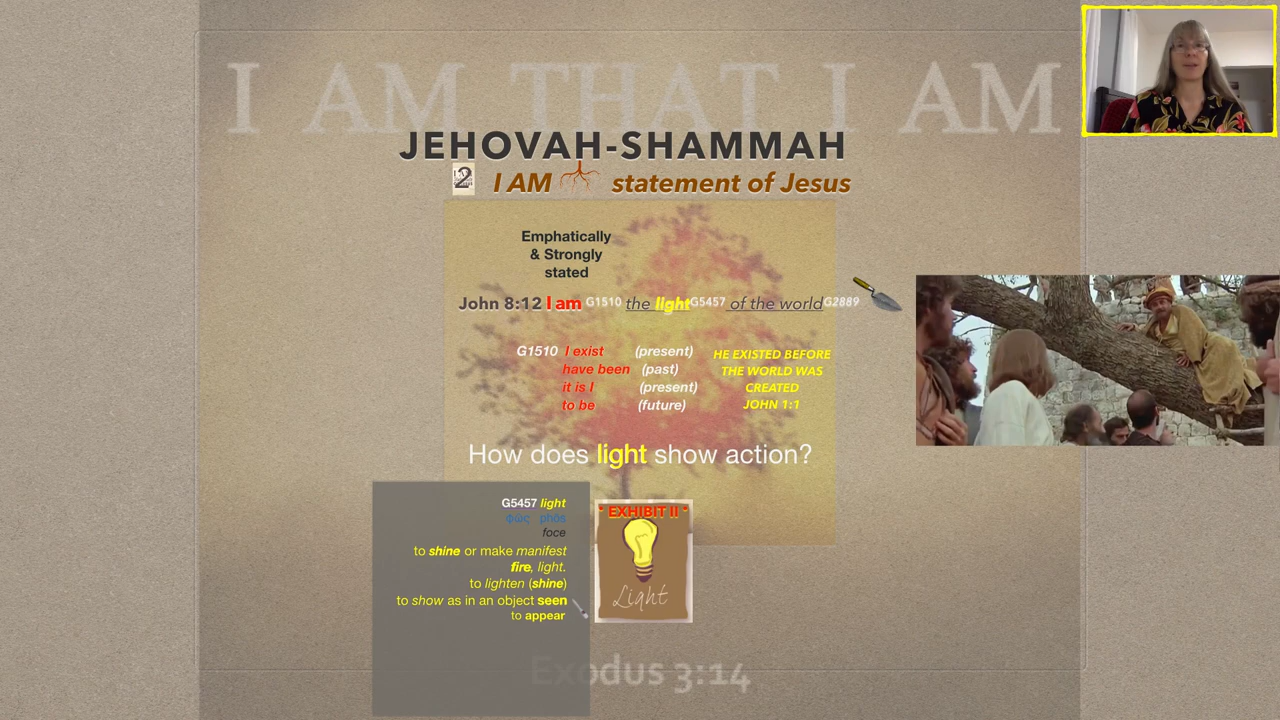 I AM THAT I AM
JEHOVAH-SHAMMAH
2 I AM statement of Jesus
Emphatically
& Strongly
stated
John 8:12 I am G1510 the light G5457 of the world G2889
G1510 I exist (present)
have been (past)
it is I (present)
to be (future)
HE EXISTED BEFORE
THE WORLD WAS
CREATED
JOHN 1:1
How does light show action?
G5457 light
φῶς phōs
foce
to shine or make manifest
fire, light.
to lighten (shine)
to show as in an object seen
to appear
* EXHIBIT II *
Light
Exodus 3:14